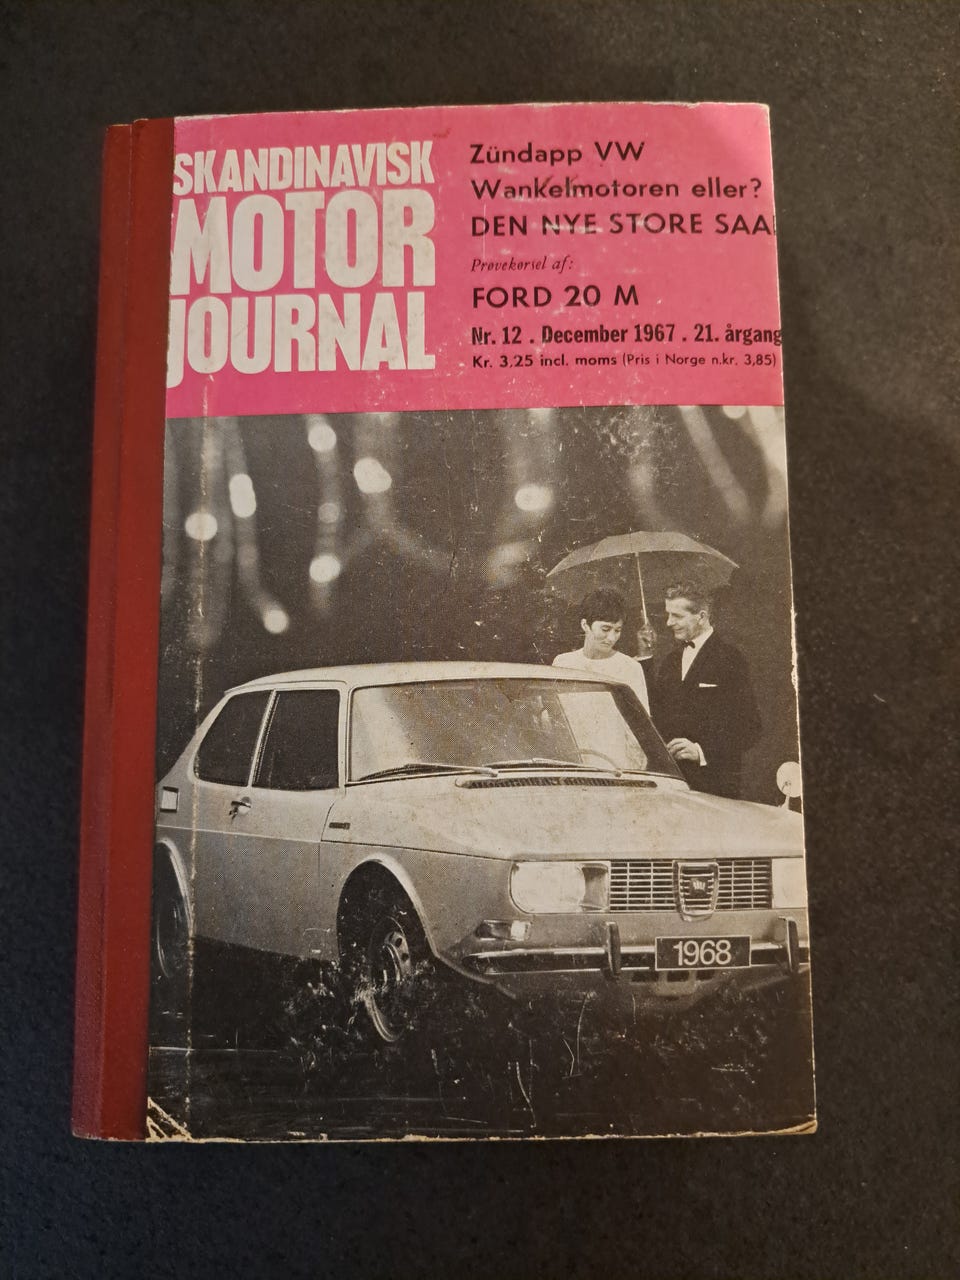 SKANDINAVISK
MOTOR
JOURNAL
Zündapp VW
Wankelmotoren eller?
DEN NYE STORE SAA
Prøvekørsel af:
FORD 20 M
Nr. 12 . December 1967 . 21. årgang
Kr. 3,25 incl. moms (Pris i Norge n.kr. 3,85)
1968